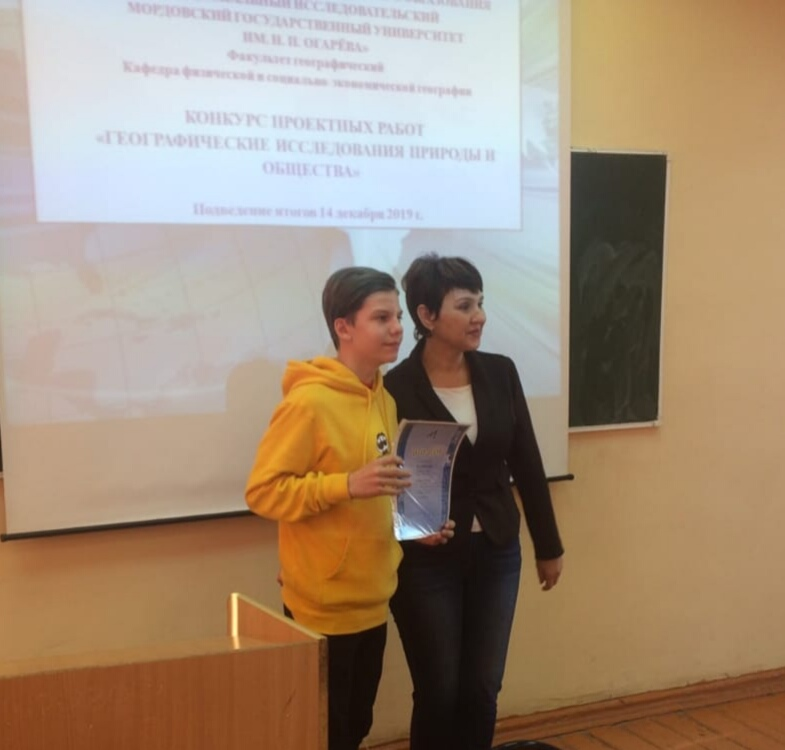 ОБРАЗОВАНИЯ
ИССЛЕДОВАТЕЛЬСКИЙ
МОРДОВСКИЙ ГОСУДАРСТВЕННЫЙ УНИВЕРСИТЕТ
ИМ. Н. П. ОГАРЁВА»
Факультет географический
Кафедра физической и социально-экономической географии
КОНКУРС ПРОЕКТНЫХ РАБОТ
«ГЕОГРАФИЧЕСКИЕ ИССЛЕДОВАНИЯ ПРИРОДЫ И
ОБЩЕСТВА»
Подведение итогов 14 декабря 2019 г.